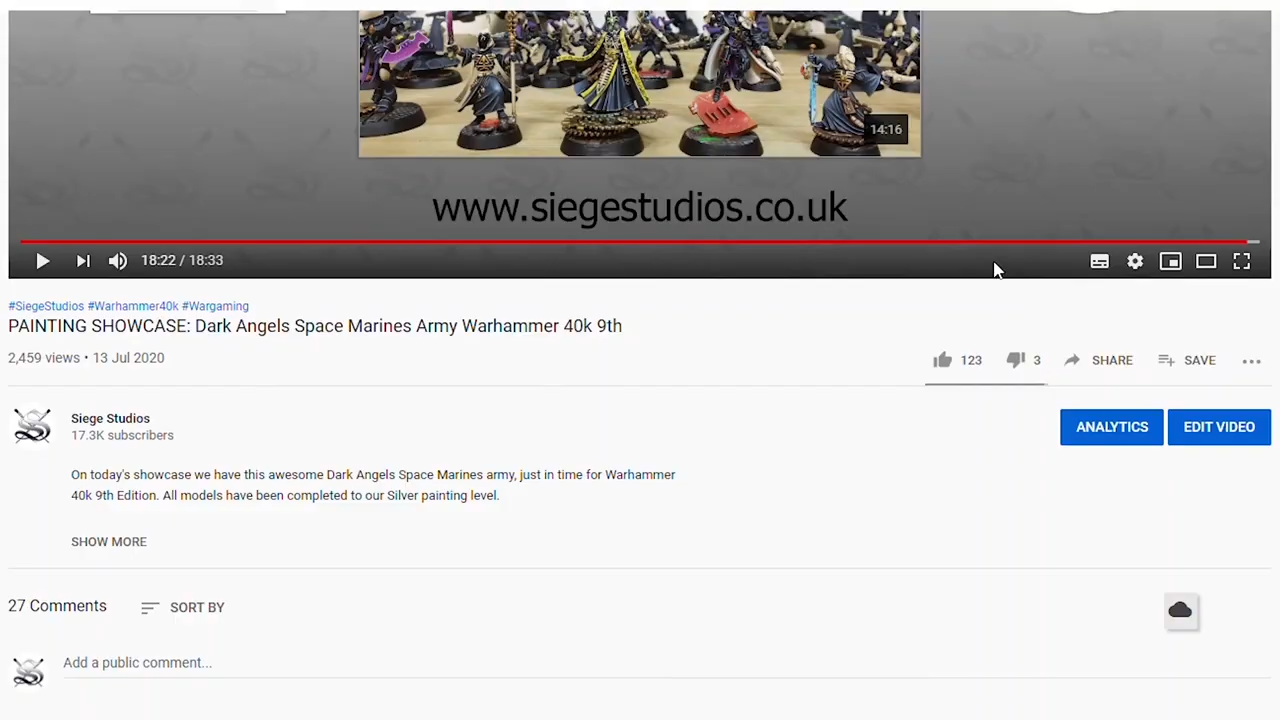 14:16
www.siegestudios.co.uk
18:22 / 18:33
#SiegeStudios #Warhammer40k #Wargaming
PAINTING SHOWCASE: Dark Angels Space Marines Army Warhammer 40k 9th
2,459 views • 13 Jul 2020
123 3 SHARE SAVE
Siege Studios
17.3K subscribers
ANALYTICS EDIT VIDEO
On today's showcase we have this awesome Dark Angels Space Marines army, just in time for Warhammer
40k 9th Edition. All models have been completed to our Silver painting level.
SHOW MORE
27 Comments SORT BY
Add a public comment...